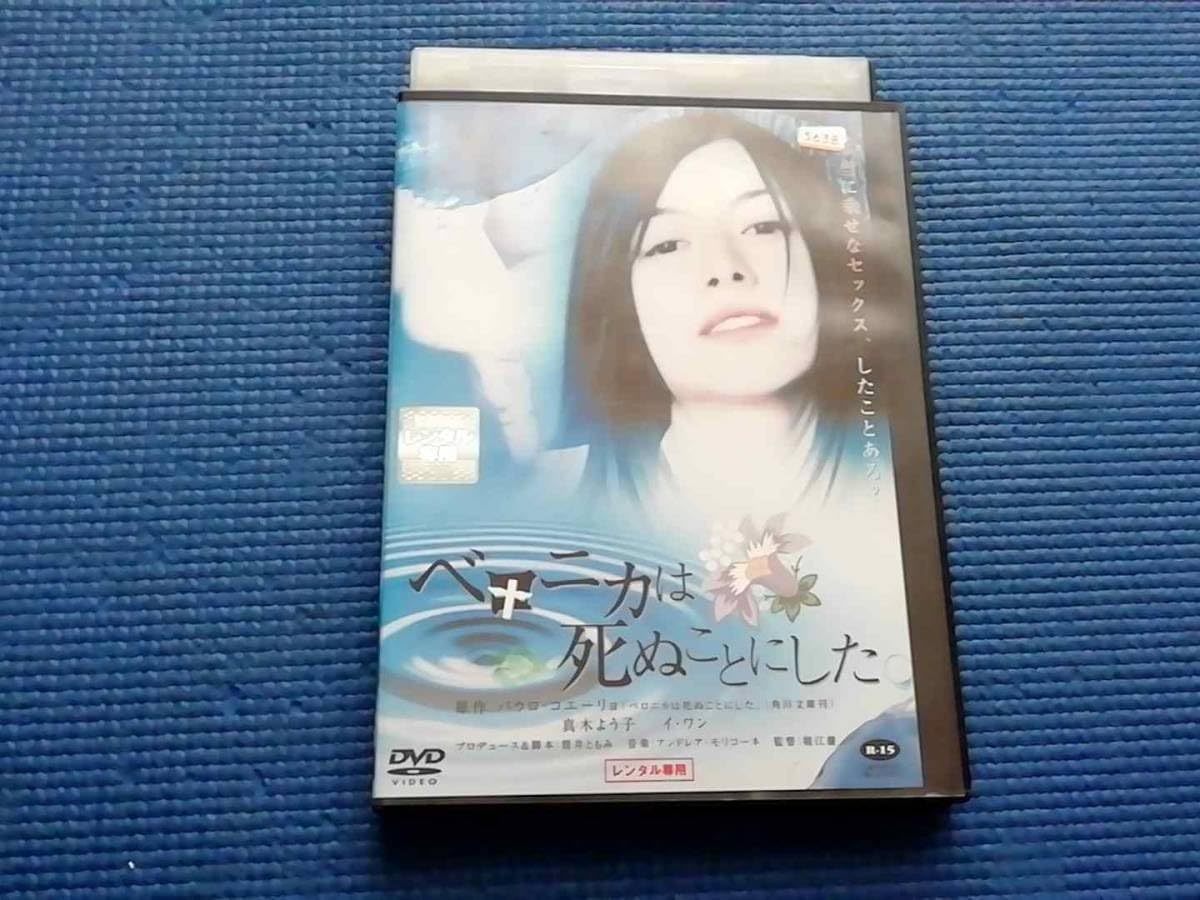 に幸せなセックス、したことある?
レンタル
専用
ベロニカは
死ぬことにした。
原作 パウロ・コエーリョ「ベロニカは死ぬことにした」(角川文庫刊)
真木よう子 イ・ワン
プロデュース&脚本 筒井ともみ 音楽 アンドレア・モリコーネ 監督 堀江慶
DVD
VIDEO
レンタル専用
R-15